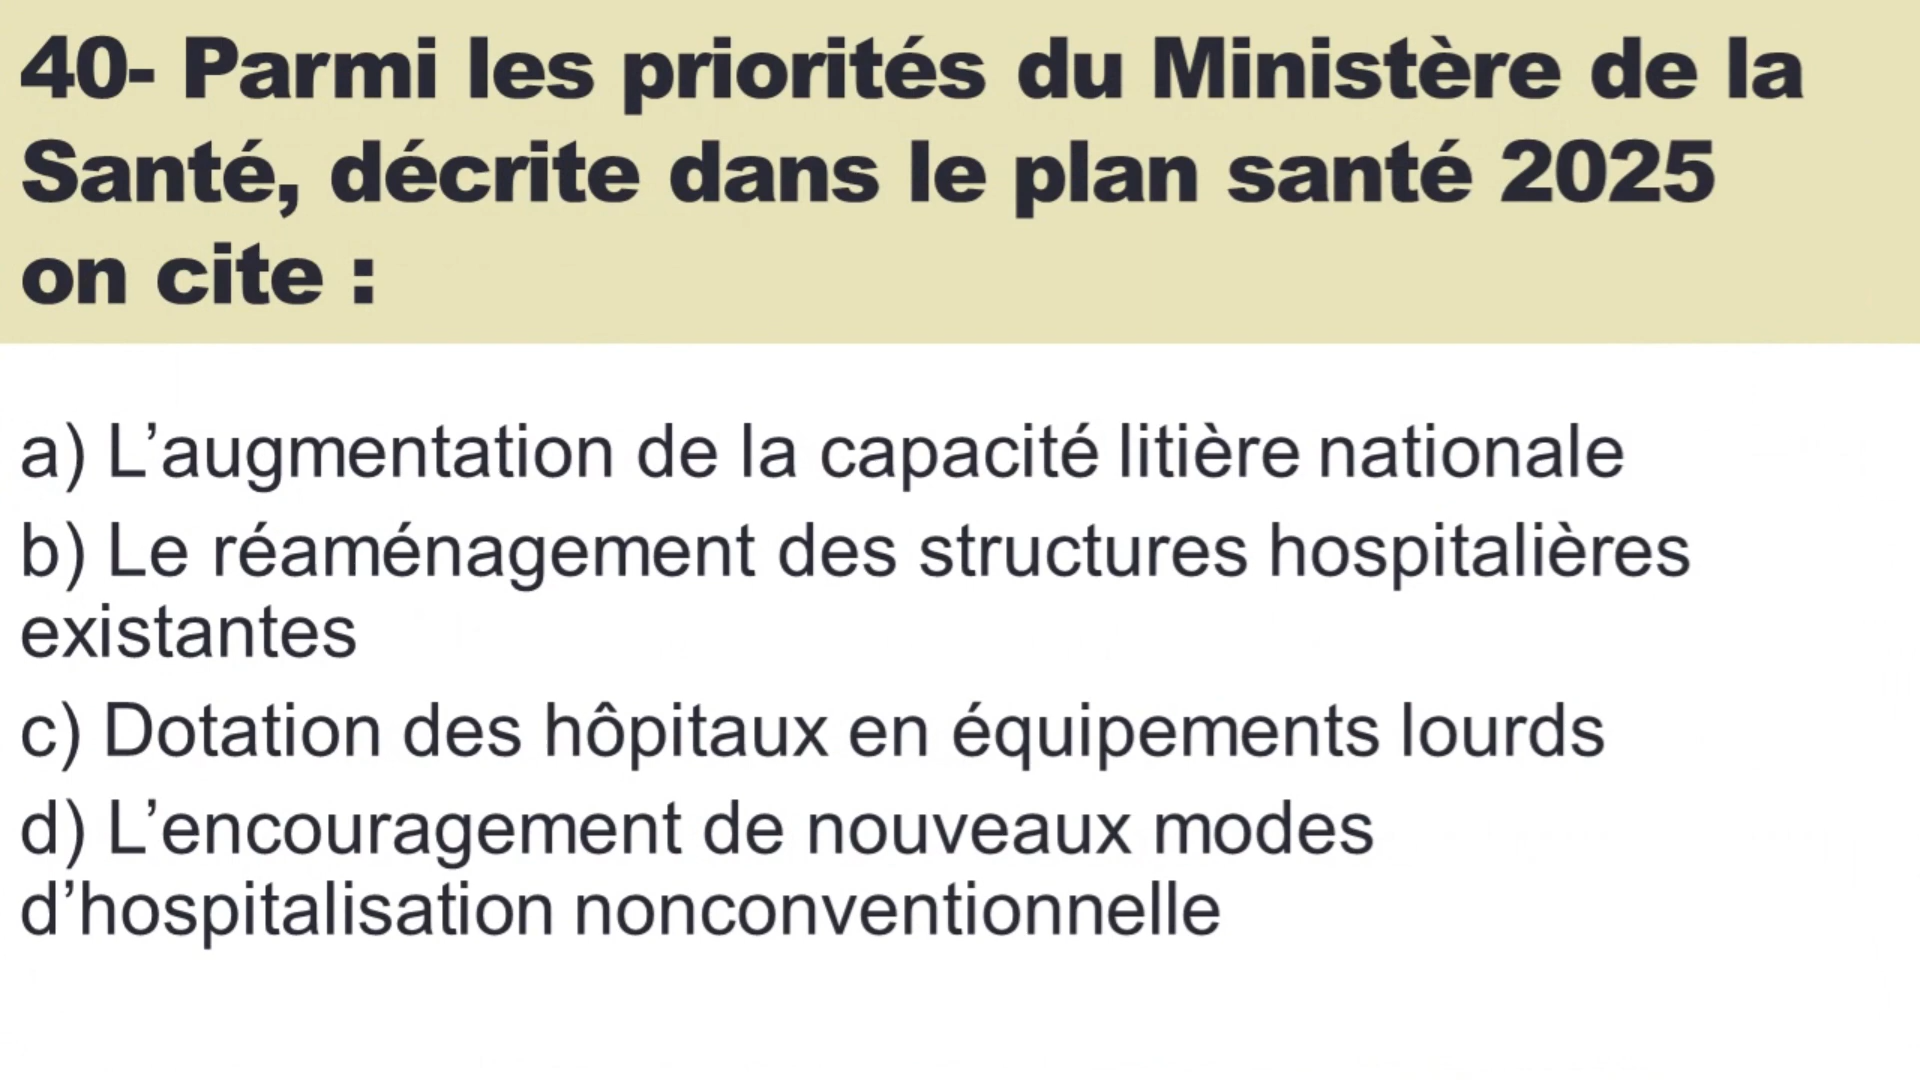 40- Parmi les priorités du Ministère de la
Santé, décrite dans le plan santé 2025
on cite :
a) L’augmentation de la capacité litière nationale
b) Le réaménagement des structures hospitalières
existantes
c) Dotation des hôpitaux en équipements lourds
d) L’encouragement de nouveaux modes
d’hospitalisation nonconventionnelle